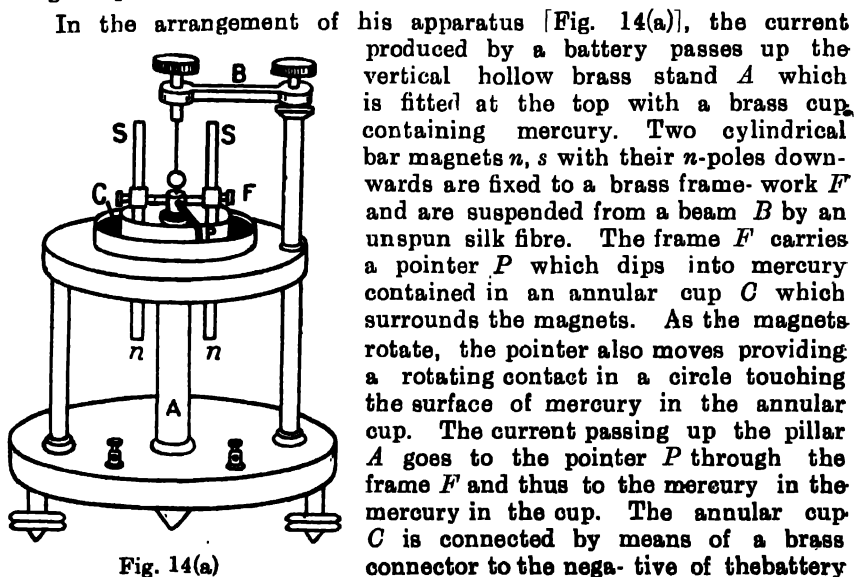 In the arrangement of his apparatus [Fig. 14(a)], the current
produced by a battery passes up the
vertical hollow brass stand A which
is fitted at the top with a brass cup
containing mercury. Two cylindrical
bar magnets n, s with their n-poles down-
wards are fixed to a brass frame- work F
and are suspended from a beam B by an
unspun silk fibre. The frame F carries
a pointer P which dips into mercury
contained in an annular cup C which
surrounds the magnets. As the magnets
rotate, the pointer also moves providing
a rotating contact in a circle touching
the surface of mercury in the annular
cup. The current passing up the pillar
A goes to the pointer P through the
frame F and thus to the mercury in the
mercury in the cup. The annular cup
C is connected by means of a brass
connector to the nega- tive of thebattery
B
S S
C F
P
n n
A
Fig. 14(a)